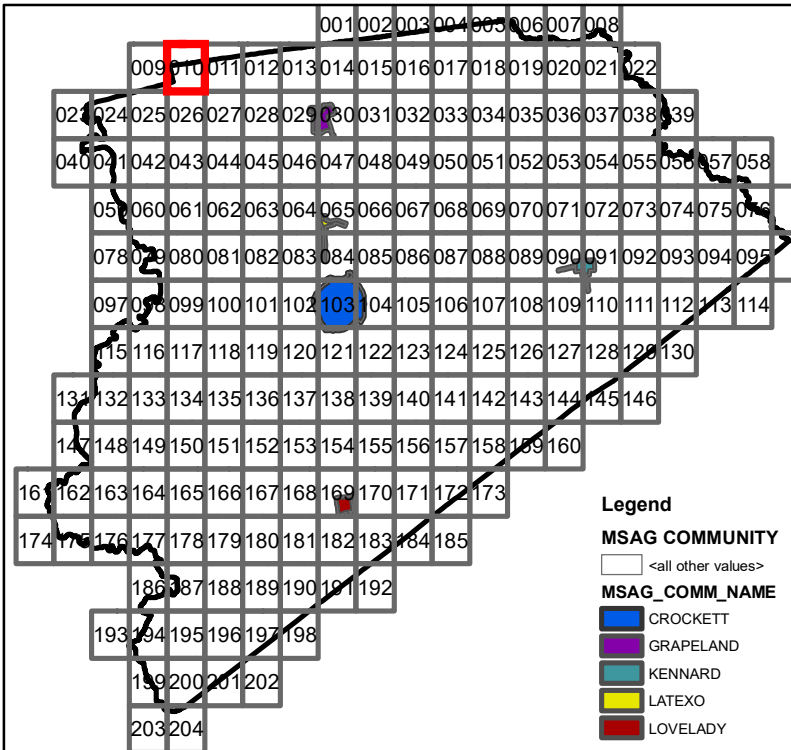 001 002 003 004 005 006 007 008
009 010 011 012 013 014 015 016 017 018 019 020 021 022
023 024 025 026 027 028 029 030 031 032 033 034 035 036 037 038 039
040 041 042 043 044 045 046 047 048 049 050 051 052 053 054 055 056 057 058
059 060 061 062 063 064 065 066 067 068 069 070 071 072 073 074 075 076
078 079 080 081 082 083 084 085 086 087 088 089 090 091 092 093 094 095
097 098 099 100 101 102 103 104 105 106 107 108 109 110 111 112 113 114
115 116 117 118 119 120 121 122 123 124 125 126 127 128 129 130
131 132 133 134 135 136 137 138 139 140 141 142 143 144 145 146
147 148 149 150 151 152 153 154 155 156 157 158 159 160
161 162 163 164 165 166 167 168 169 170 171 172 173
174 175 176 177 178 179 180 181 182 183 184 185
186 187 188 189 190 191 192
193 194 195 196 197 198
199 200 201 202
203 204
Legend
MSAG COMMUNITY
<all other values>
MSAG_COMM_NAME
CROCKETT
GRAPELAND
KENNARD
LATEXO
LOVELADY